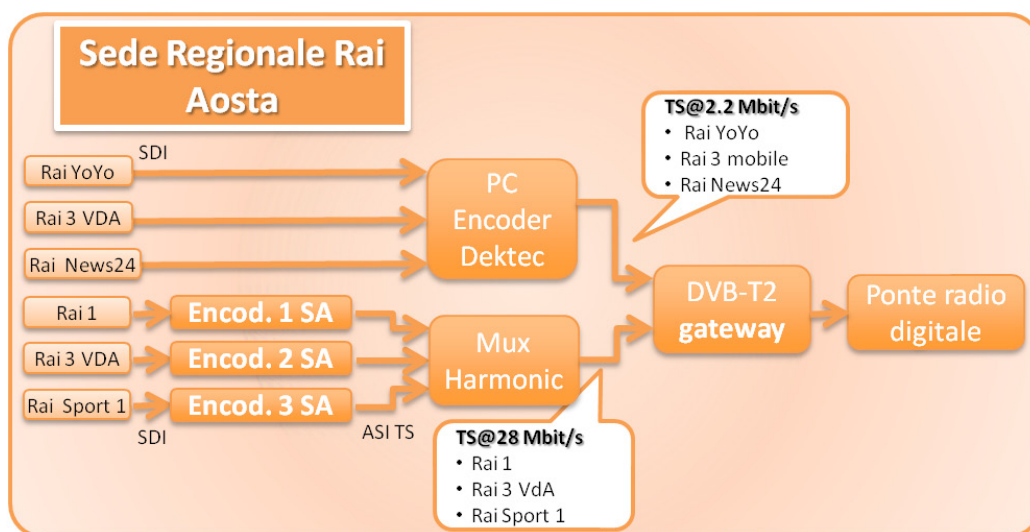 Sede Regionale Rai
Aosta
SDI
Rai YoYo
Rai 3 VDA
Rai News24
PC
Encoder
Dektec
TS@2.2 Mbit/s
• Rai YoYo
• Rai 3 mobile
• Rai News24
Rai 1
Rai 3 VDA
Rai Sport 1
Encod. 1 SA
Encod. 2 SA
Encod. 3 SA
SDI
ASI TS
Mux
Harmonic
DVB-T2
gateway
Ponte radio
digitale
TS@28 Mbit/s
• Rai 1
• Rai 3 VdA
• Rai Sport 1